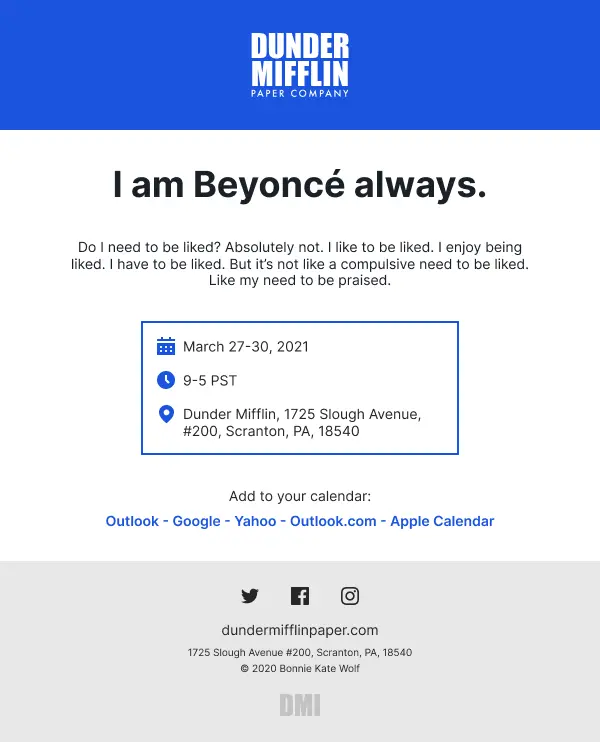 DUNDER
MIFFLIN
PAPER COMPANY
I am Beyoncé always.
Do I need to be liked? Absolutely not. I like to be liked. I enjoy being
liked. I have to be liked. But it’s not like a compulsive need to be liked.
Like my need to be praised.
March 27-30, 2021
9-5 PST
Dunder Mifflin, 1725 Slough Avenue,
#200, Scranton, PA, 18540
Add to your calendar:
Outlook - Google - Yahoo - Outlook.com - Apple Calendar
dundermifflinpaper.com
1725 Slough Avenue #200, Scranton, PA, 18540
© 2020 Bonnie Kate Wolf
DMI